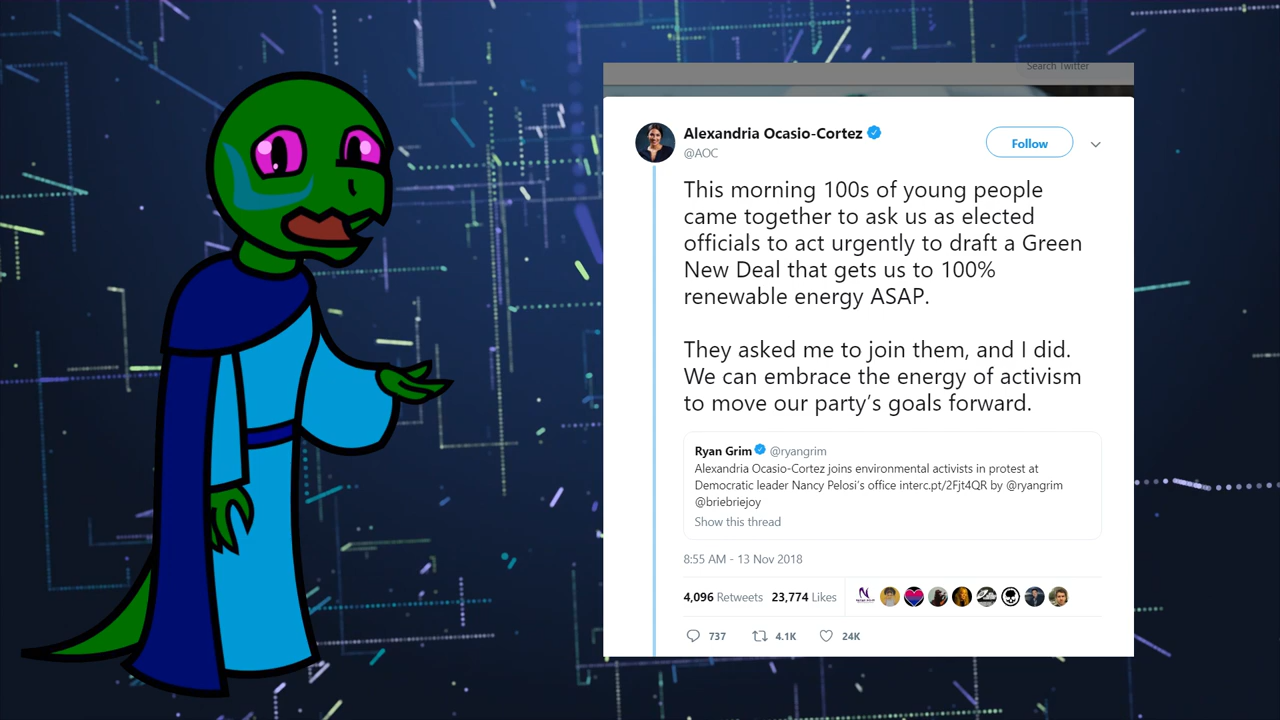 Search Twitter
Alexandria Ocasio-Cortez
@AOC
Follow
This morning 100s of young people
came together to ask us as elected
officials to act urgently to draft a Green
New Deal that gets us to 100%
renewable energy ASAP.
They asked me to join them, and I did.
We can embrace the energy of activism
to move our party’s goals forward.
Ryan Grim @ryangrim
Alexandria Ocasio-Cortez joins environmental activists in protest at
Democratic leader Nancy Pelosi’s office interc.pt/2Fjt4QR by @ryangrim
@briebriejoy
Show this thread
8:55 AM - 13 Nov 2018
4,096 Retweets 23,774 Likes
737 4.1K 24K